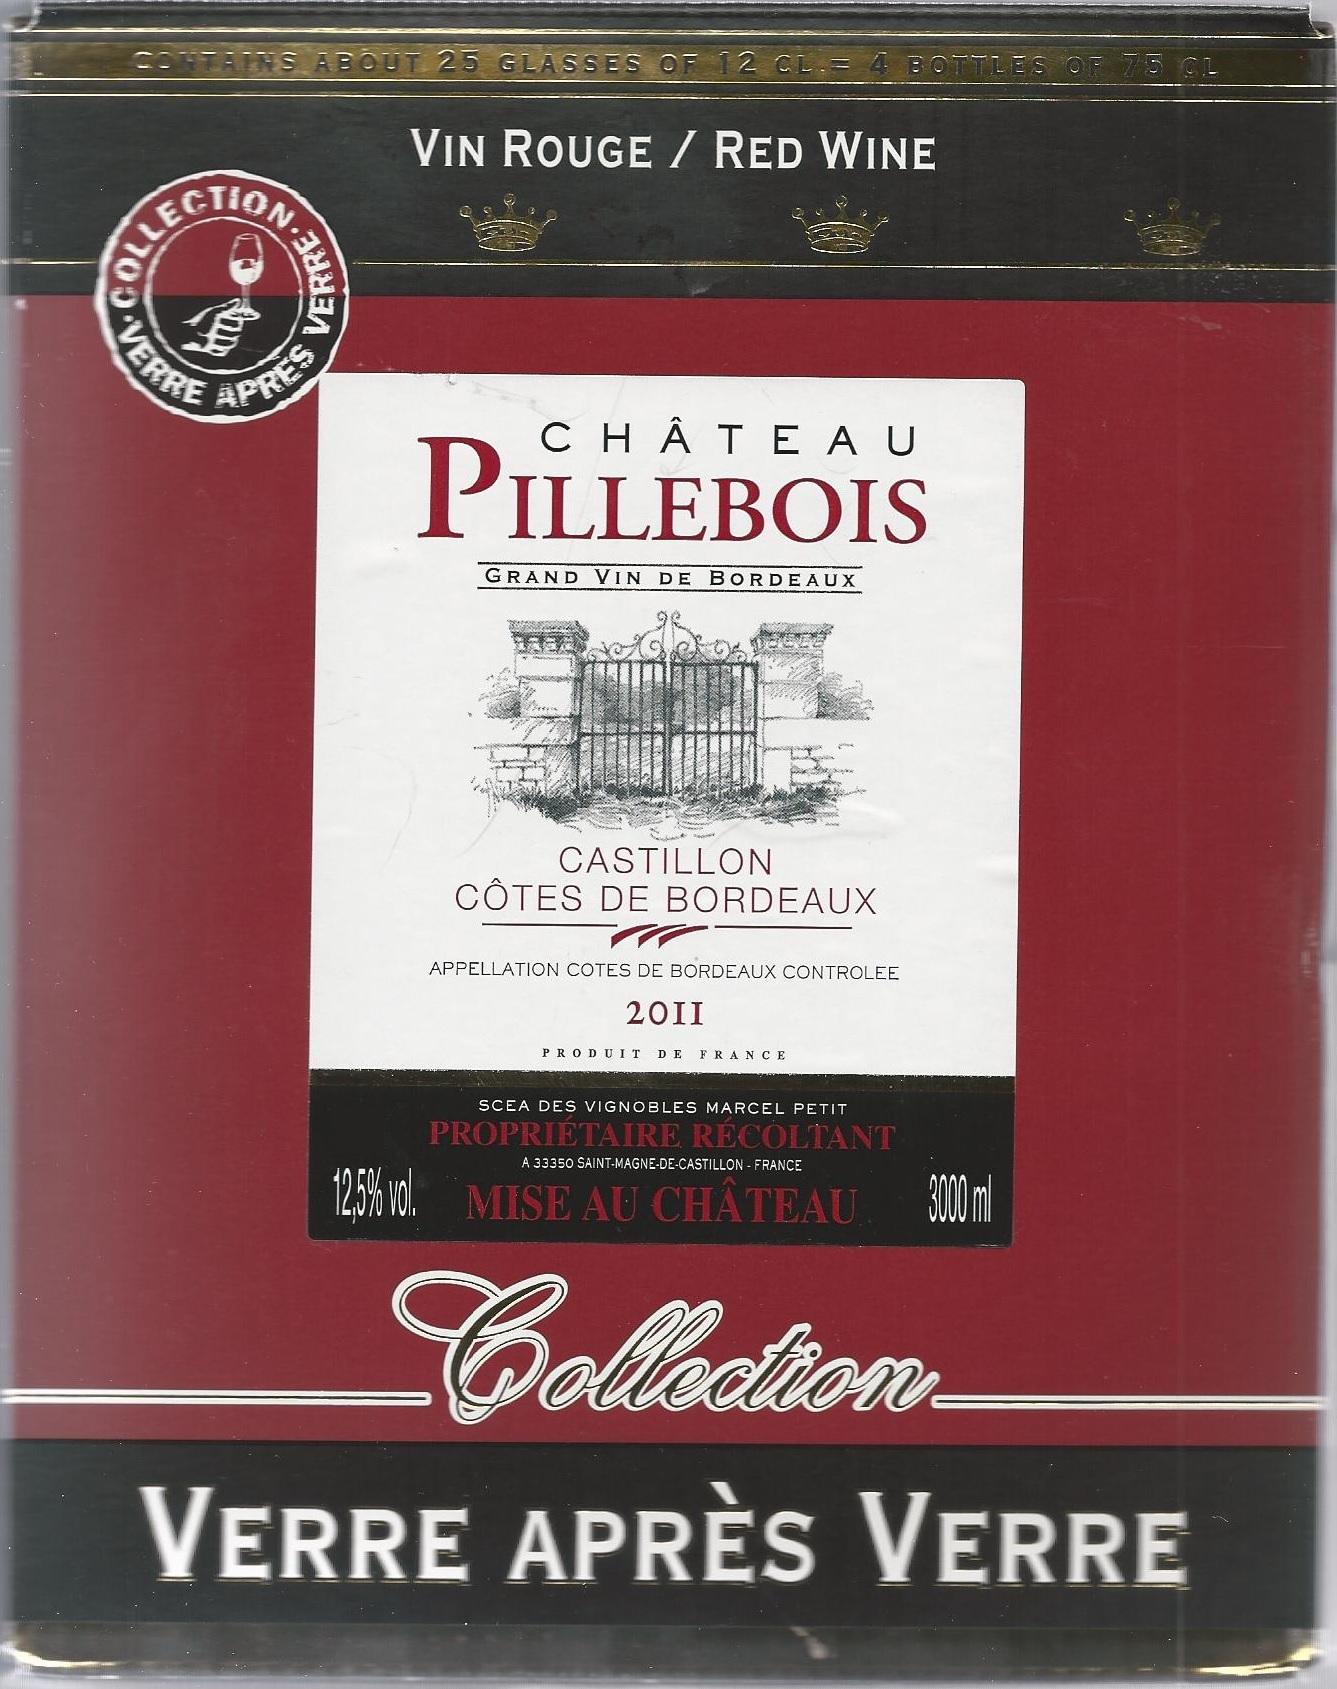 CONTAINS ABOUT 25 GLASSES OF 12 CL.= 4 BOTTLES OF 75 CL
VIN ROUGE / RED WINE
COLLECTION · VERRE APRÈS VERRE ·
CHÂTEAU
PILLEBOIS
GRAND VIN DE BORDEAUX
CASTILLON
CÔTES DE BORDEAUX
APPELLATION COTES DE BORDEAUX CONTROLEE
2011
PRODUIT DE FRANCE
SCEA DES VIGNOBLES MARCEL PETIT
PROPRIÉTAIRE RÉCOLTANT
A 33350 SAINT-MAGNE-DE-CASTILLON - FRANCE
12,5% vol. MISE AU CHÂTEAU 3000 ml
Collection
VERRE APRÈS VERRE